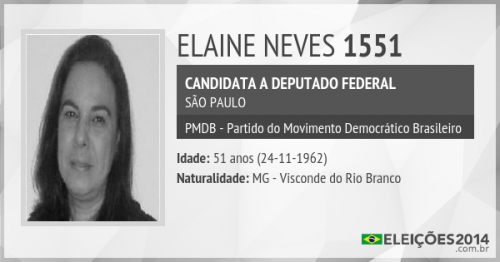 ELAINE NEVES 1551
CANDIDATA A DEPUTADO FEDERAL
SÃO PAULO
PMDB - Partido do Movimento Democrático Brasileiro
Idade: 51 anos (24-11-1962)
Naturalidade: MG - Visconde do Rio Branco
ELEIÇÕES2014
.com.br